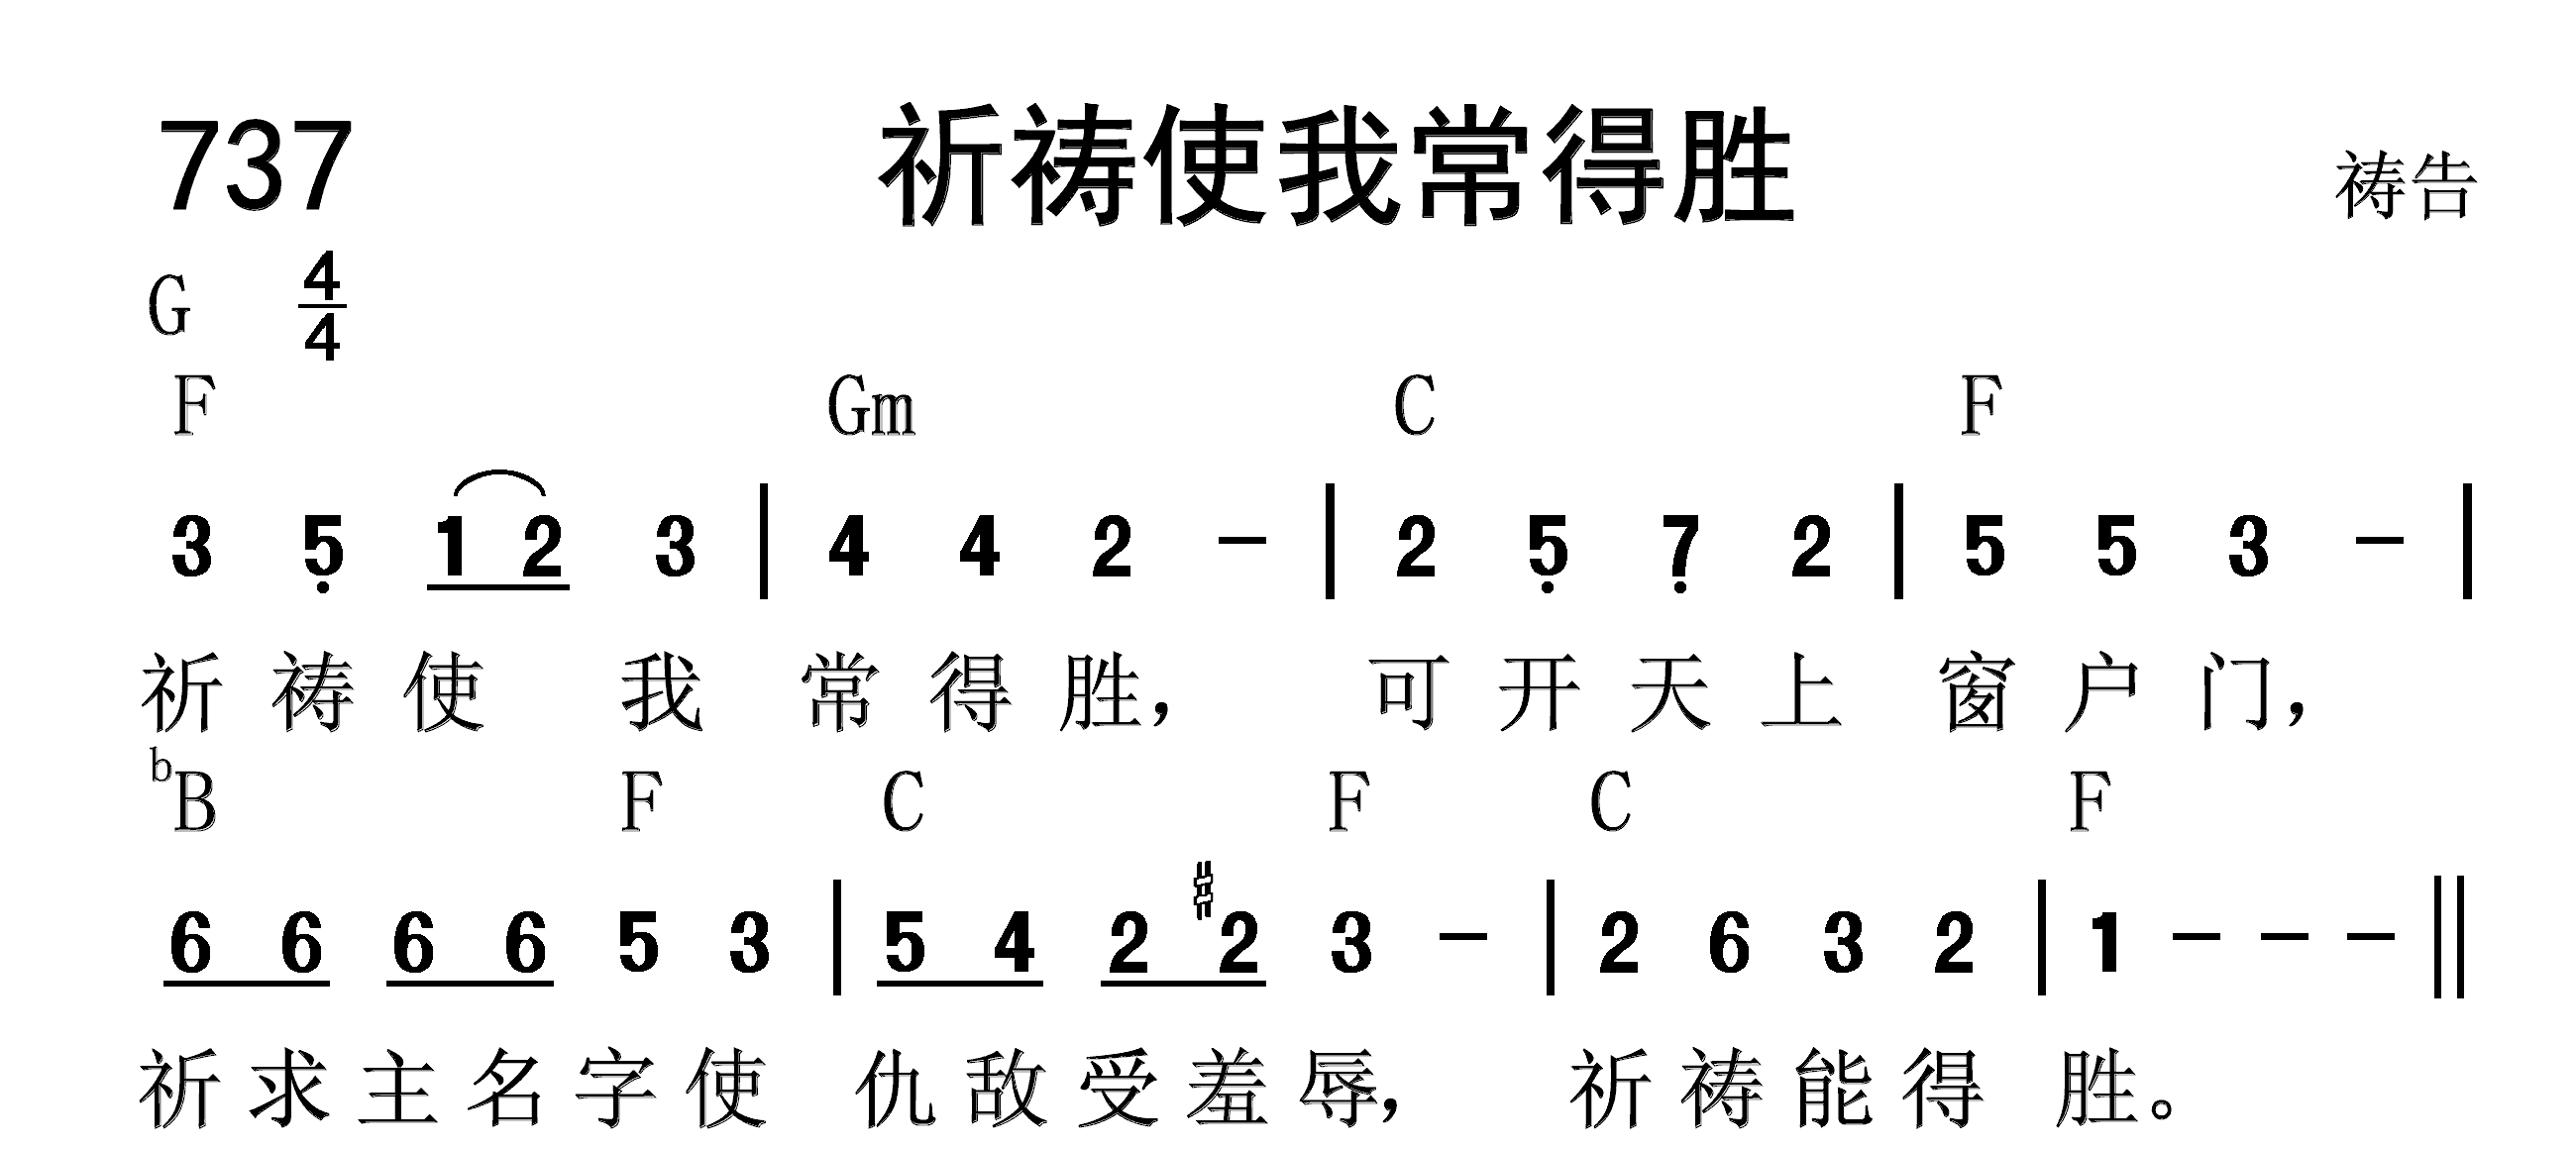 737 祈祷使我常得胜 祷告
G 4/4
F Gm C F
3 5̣ 1 2 3 | 4 4 2 - | 2 5̣ 7̣ 2 | 5 5 3 - |
祈祷使 我 常得胜， 可开天上 窗户门，
bB F C F C F
6 6 6 6 5 3 | 5 4 2 #2 3 - | 2 6 3 2 | 1 - - - ||
祈求主名字使 仇敌受羞辱， 祈祷能得 胜。